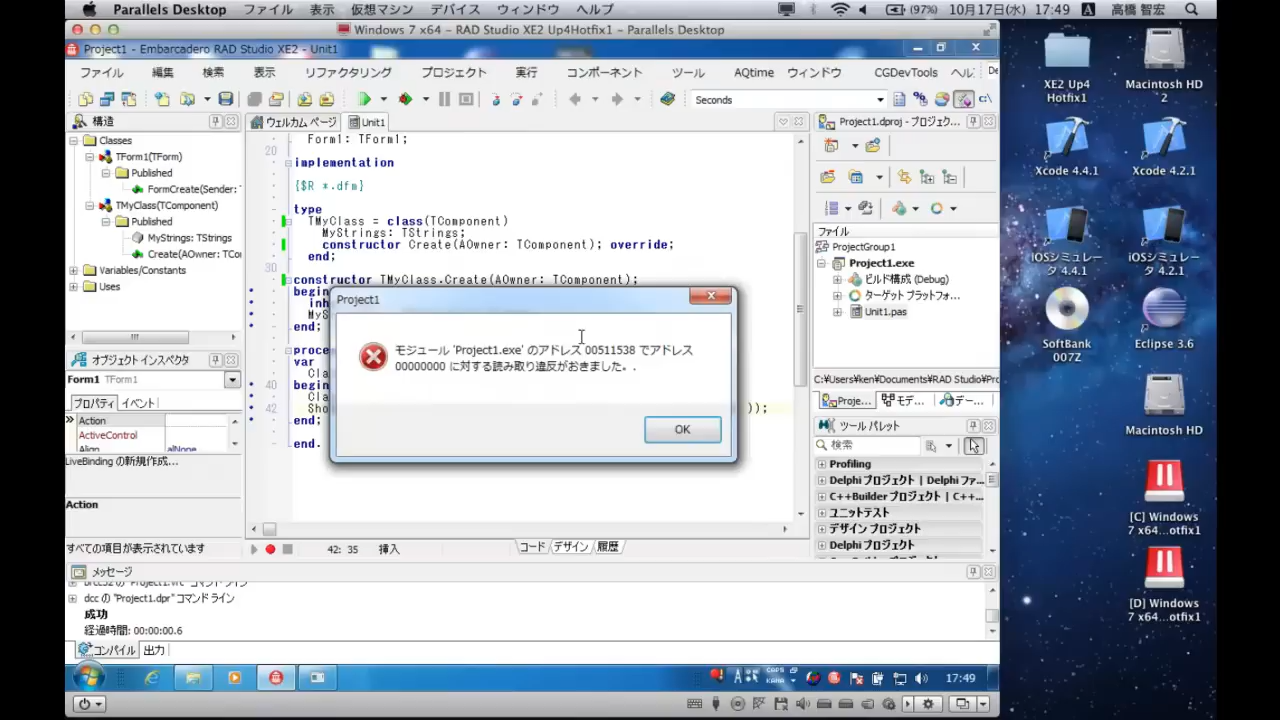 Parallels Desktop ファイル 表示 仮想マシン デバイス ウィンドウ ヘルプ
(97%) 10月17日(水) 17:49 A 高橋 智宏
Windows 7 x64 – RAD Studio XE2 Up4Hotfix1 – Parallels Desktop
Project1 - Embarcadero RAD Studio XE2 - Unit1
ファイル 編集 検索 表示 リファクタリング プロジェクト 実行 コンポーネント ツール AQtime ウィンドウ CGDevTools ヘル De
Seconds
構造
Classes
TForm1(TForm)
Published
FormCreate(Sender:
TMyClass(TComponent)
Published
MyStrings: TStrings
Create(AOwner: TCo
Variables/Constants
Uses
ウェルカム ページ Unit1
Form1: TForm1;
20
implementation
{$R *.dfm}
type
TMyClass = class(TComponent)
MyStrings: TStrings;
constructor Create(AOwner: TComponent); override;
end;
30
constructor TMyClass.Create(AOwner: TComponent);
begin
inh
MyS
end;
proce
var
Cla
40
begin
Cla
42
Sho
));
end;
end.
Project1
モジュール 'Project1.exe' のアドレス 00511538 でアドレス
00000000 に対する読み取り違反がおきました。.
OK
オブジェクト インスペクタ
Form1 TForm1
プロパティ イベント
Action
ActiveControl
Align alNone
LiveBinding の新規作成...
Action
すべての項目が表示されています
42: 35 挿入
コード デザイン 履歴
Project1.dproj - プロジェク...
ファイル
ProjectGroup1
Project1.exe
ビルド構成 (Debug)
ターゲット プラットフォ...
Unit1.pas
C:¥Users¥ken¥Documents¥RAD Studio¥Pro
Proje... モデ... データ...
ツール パレット
検索
Profiling
Delphi プロジェクト | Delphi ファ...
C++Builder プロジェクト | C++...
ユニットテスト
デザイン プロジェクト
Delphi プロジェクト
メッセージ
dcc の "Project1.dpr" コマンド ライン
成功
経過時間: 00:00:00.6
コンパイル 出力
CAPS
KANA
17:49
XE2 Up4
Hotfix1
Macintosh HD
2
Xcode 4.4.1
Xcode 4.2.1
iOSシミュレー
タ 4.4.1
iOSシミュレー
タ 4.2.1
SoftBank
007Z
Eclipse 3.6
Macintosh HD
[C] Windows
7 x64...otfix1
[D] Windows
7 x64...otfix1